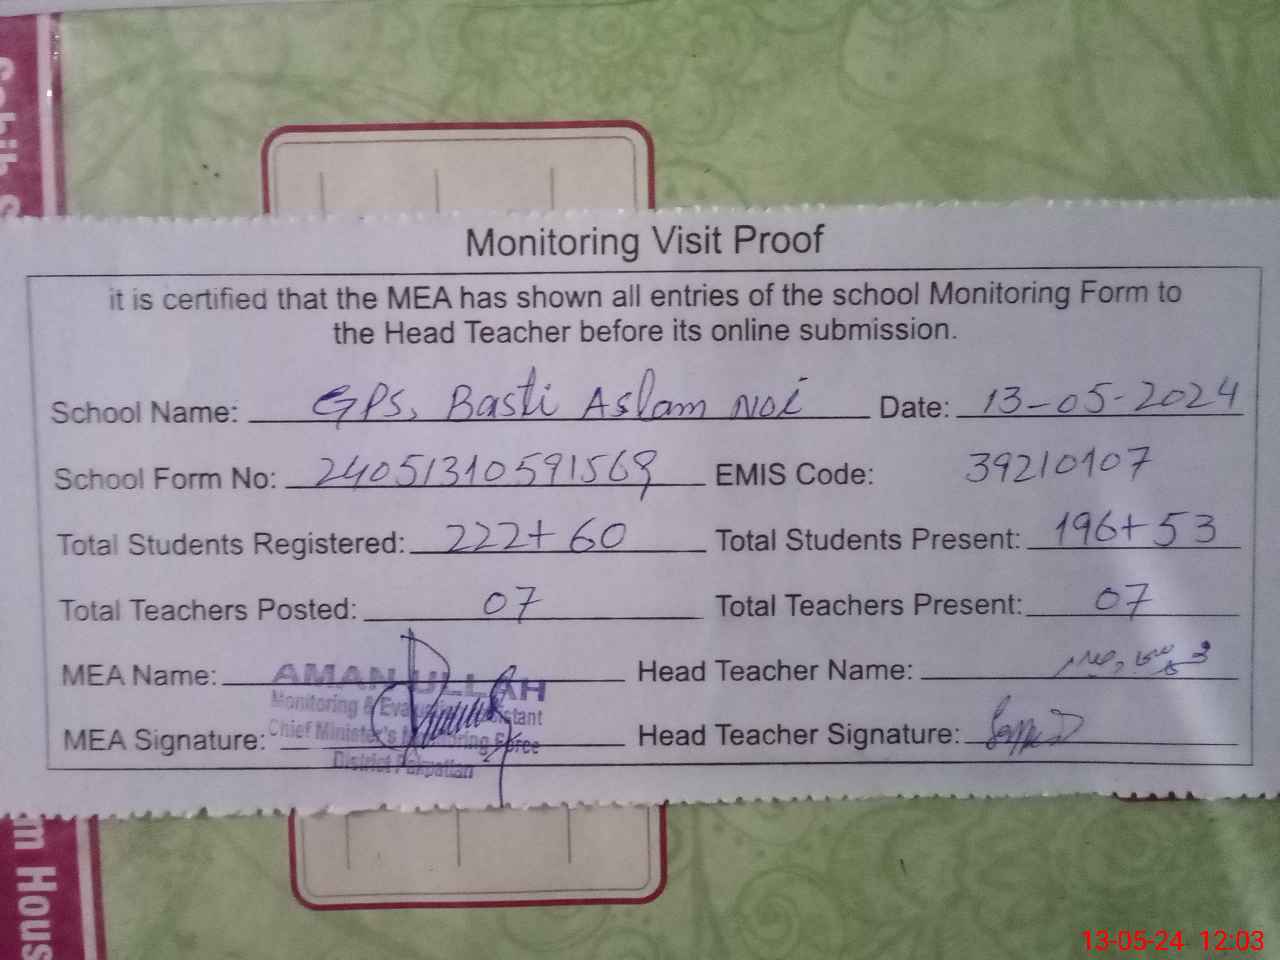 Monitoring Visit Proof
it is certified that the MEA has shown all entries of the school Monitoring Form to
the Head Teacher before its online submission.
School Name: GPS, Basti Aslam Noi Date: 13-05-2024
School Form No: 24051310591569 EMIS Code: 39210107
Total Students Registered: 222+60 Total Students Present: 196+53
Total Teachers Posted: 07 Total Teachers Present: 07
MEA Name: AMAN ULLAH Head Teacher Name:
Monitoring & Evaluation Assistant
MEA Signature: Head Teacher Signature:
Chief Minister's Monitoring Force
District Pakpattan
m Hous
13-05-24 12:03